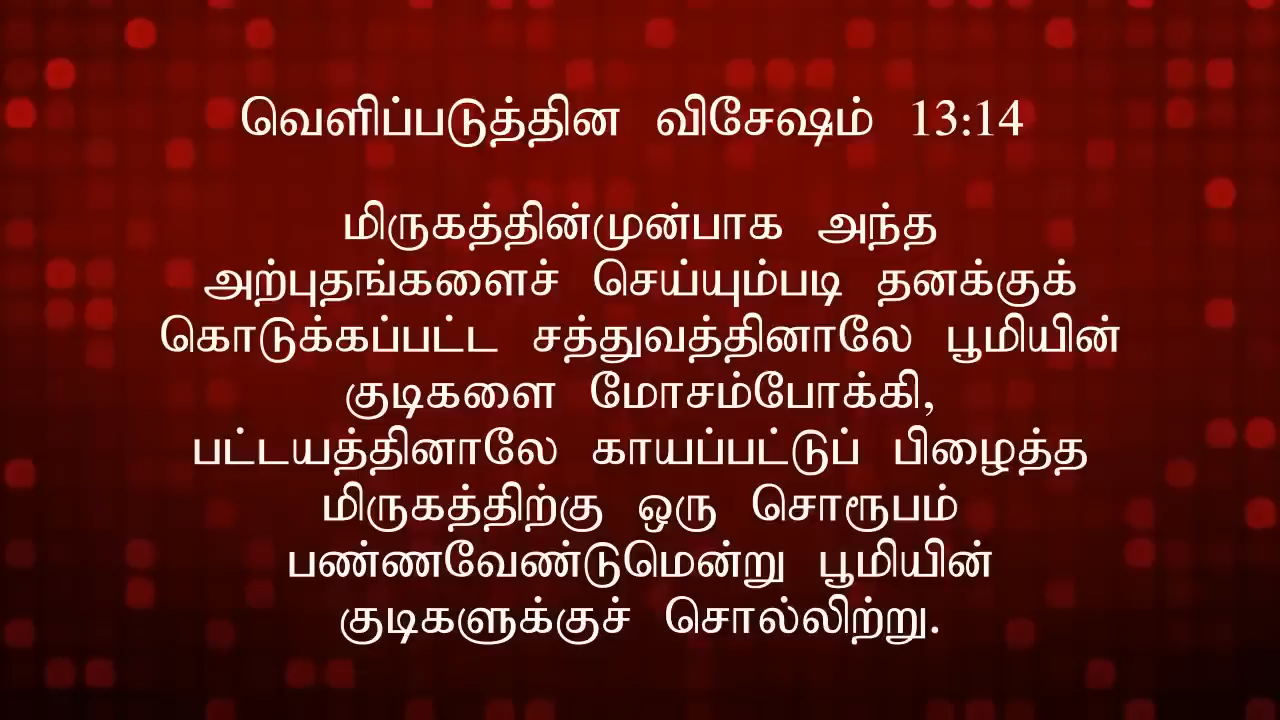 வெளிப்படுத்தின விசேஷம் 13:14
மிருகத்தின்முன்பாக அந்த
அற்புதங்களைச் செய்யும்படி தனக்குக்
கொடுக்கப்பட்ட சத்துவத்தினாலே பூமியின்
குடிகளை மோசம்போக்கி,
பட்டயத்தினாலே காயப்பட்டுப் பிழைத்த
மிருகத்திற்கு ஒரு சொரூபம்
பண்ணவேண்டுமென்று பூமியின்
குடிகளுக்குச் சொல்லிற்று.